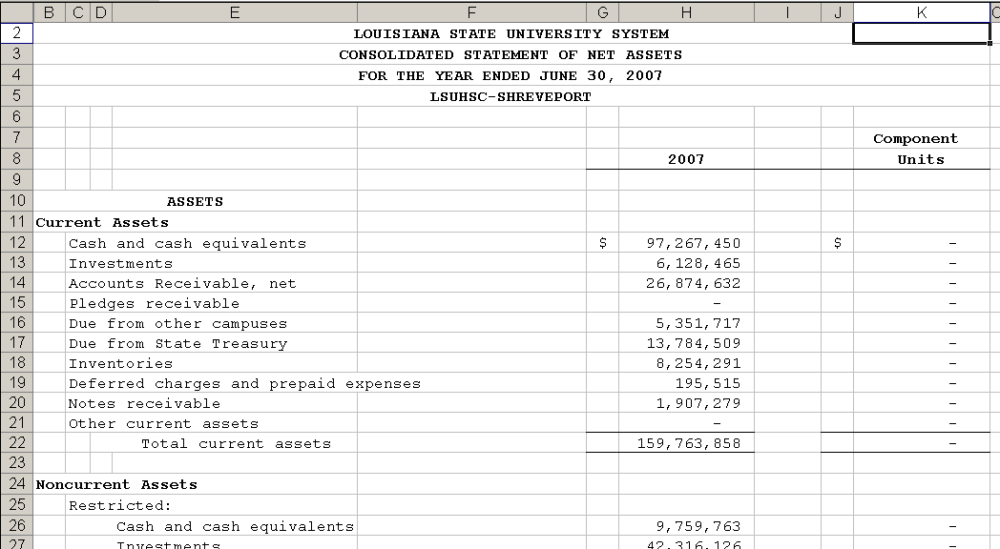 B C D E F G H I J K
2 LOUISIANA STATE UNIVERSITY SYSTEM
3 CONSOLIDATED STATEMENT OF NET ASSETS
4 FOR THE YEAR ENDED JUNE 30, 2007
5 LSUHSC-SHREVEPORT
6
7 Component
8 2007 Units
9
10 ASSETS
11 Current Assets
12 Cash and cash equivalents $ 97,267,450 $ -
13 Investments 6,128,465 -
14 Accounts Receivable, net 26,874,632 -
15 Pledges receivable - -
16 Due from other campuses 5,351,717 -
17 Due from State Treasury 13,784,509 -
18 Inventories 8,254,291 -
19 Deferred charges and prepaid expenses 195,515 -
20 Notes receivable 1,907,279 -
21 Other current assets - -
22 Total current assets 159,763,858 -
23
24 Noncurrent Assets
25 Restricted:
26 Cash and cash equivalents 9,759,763 -
27 Investments 42,316,126 -